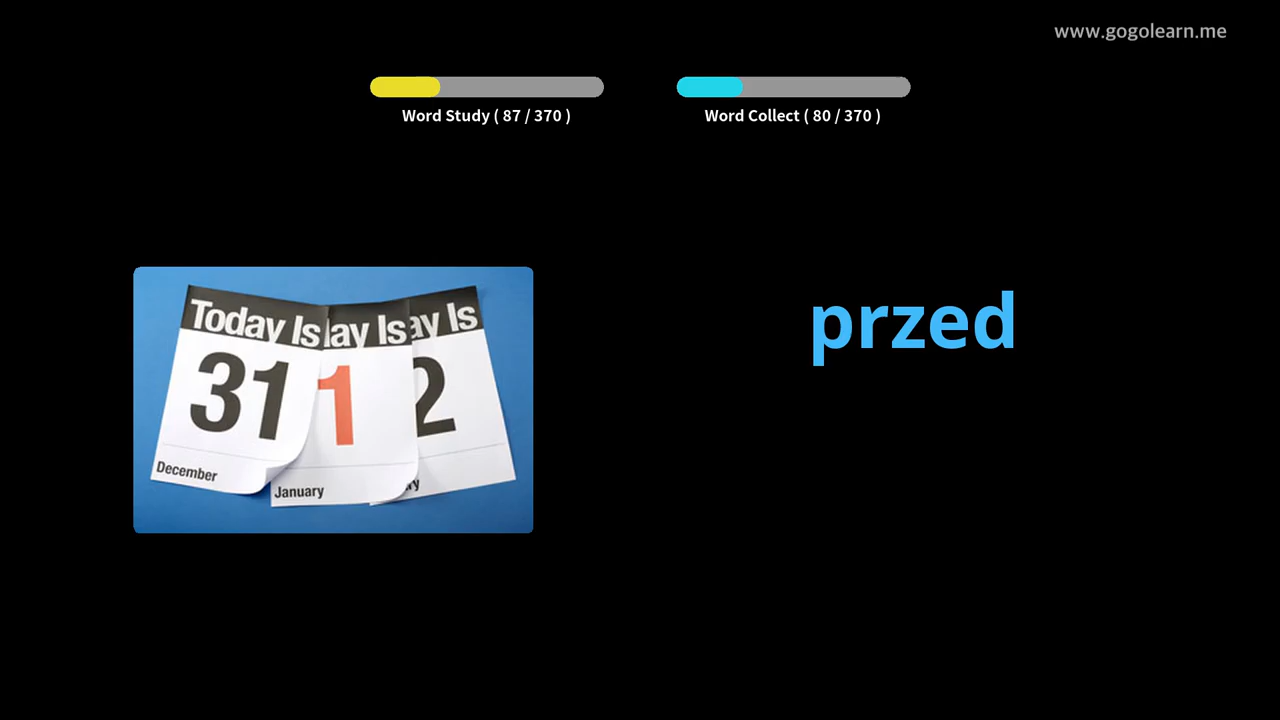 www.gogolearn.me
Word Study ( 87 / 370 )
Word Collect ( 80 / 370 )
przed
Today Is
31
December
ay Is
1
January
ay Is
2
ry